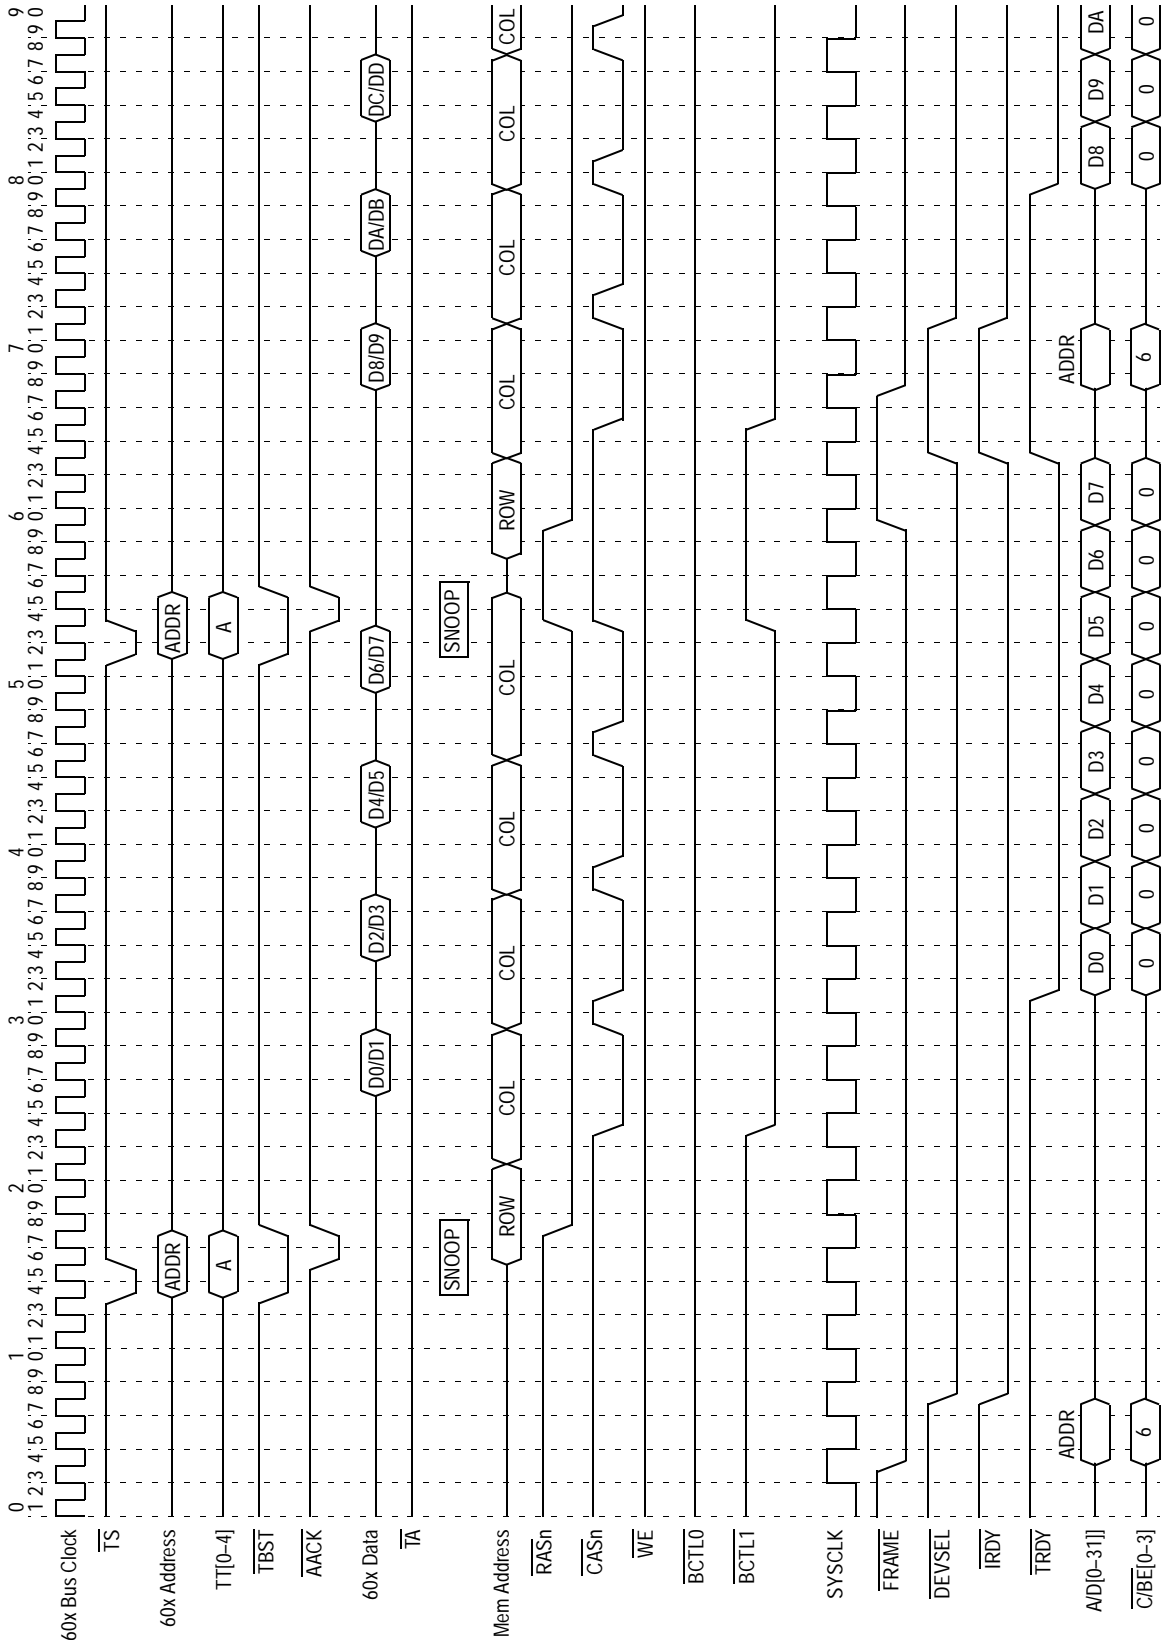 0 1 2 3 4 5 6 7 8 9
1 2 3 4 5 6 7 8 9 0 1 2 3 4 5 6 7 8 9 0 1 2 3 4 5 6 7 8 9 0 1 2 3 4 5 6 7 8 9 0 1 2 3 4 5 6 7 8 9 0 1 2 3 4 5 6 7 8 9 0 1 2 3 4 5 6 7 8 9 0 1 2 3 4 5 6 7 8 9 0 1 2 3 4 5 6 7 8 9 0
60x Bus Clock
TS
60x Address ADDR ADDR
TT[0–4] A A
TBST
AACK
60x Data D0/D1 D2/D3 D4/D5 D6/D7 D8/D9 DA/DB DC/DD
TA
SNOOP SNOOP
Mem Address ROW COL COL COL COL ROW COL COL COL COL
RASn
CASn
WE
BCTL0
BCTL1
SYSCLK
FRAME
DEVSEL
IRDY
TRDY
ADDR ADDR
A/D[0–31]] D0 D1 D2 D3 D4 D5 D6 D7 D8 D9 DA
C/BE[0–3] 6 0 0 0 0 0 0 0 0 6 0 0 0